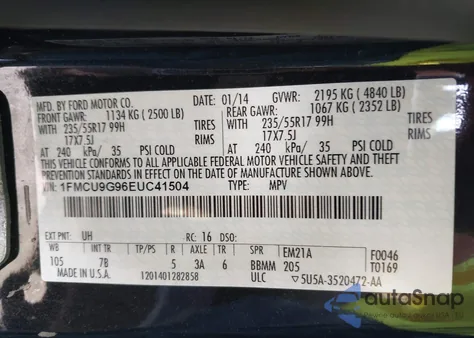 MFD. BY FORD MOTOR CO. 01/14 GVWR: 2195 KG ( 4840 LB)
FRONT GAWR: 1134 KG ( 2500 LB) REAR GAWR: 1067 KG ( 2352 LB)
WITH 235/55R17 99H TIRES WITH 235/55R17 99H TIRES
17X7.5J 17X7.5J
AT 240 kPa/ 35 PSI COLD AT 240 kPa/ 35 PSI COLD
THIS VEHICLE CONFORMS TO ALL APPLICABLE FEDERAL MOTOR VEHICLE SAFETY AND THEFT
PREVENTION STANDARDS IN EFFECT ON THE DATE OF MANUFACTURE SHOWN ABOVE.
VIN: 1FMCU9G96EUC41504 TYPE: MPV
EXT PNT: UH RC: 16 DSO:
WB INT TR TP/PS R AXLE TR SPR EM21A F0046
105 7B 5 3A 6 BBMM 205 T0169
MADE IN U.S.A. 1201401282858 ULC 5U5A-3520472-AA
autoSnap